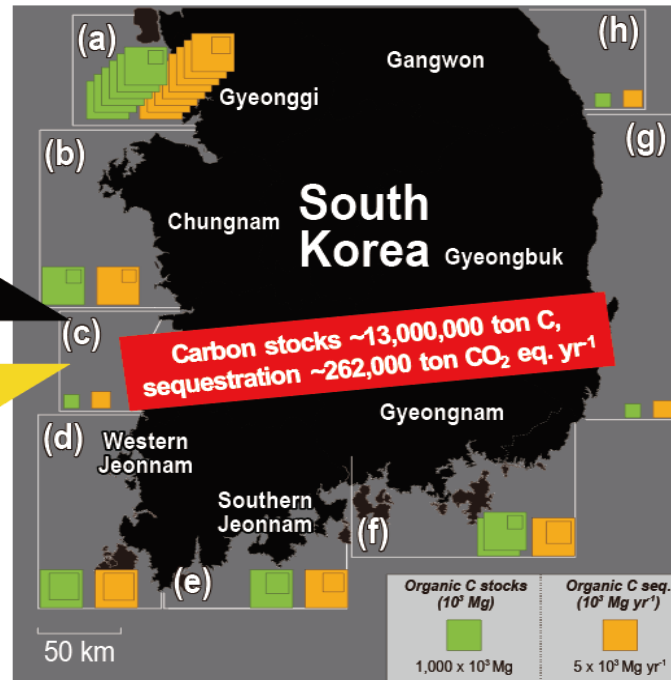 (a)
Gyeonggi
Gangwon
(h)
(b)
Chungnam
South
Korea
Gyeongbuk
(g)
(c)
Carbon stocks ~13,000,000 ton C,
sequestration ~262,000 ton CO₂ eq. yr⁻¹
(d)
Western
Jeonnam
Southern
Jeonnam
Gyeongnam
(e)
(f)
50 km
Organic C stocks
(10³ Mg)
1,000 x 10³ Mg
Organic C seq.
(10³ Mg yr⁻¹)
5 x 10³ Mg yr⁻¹